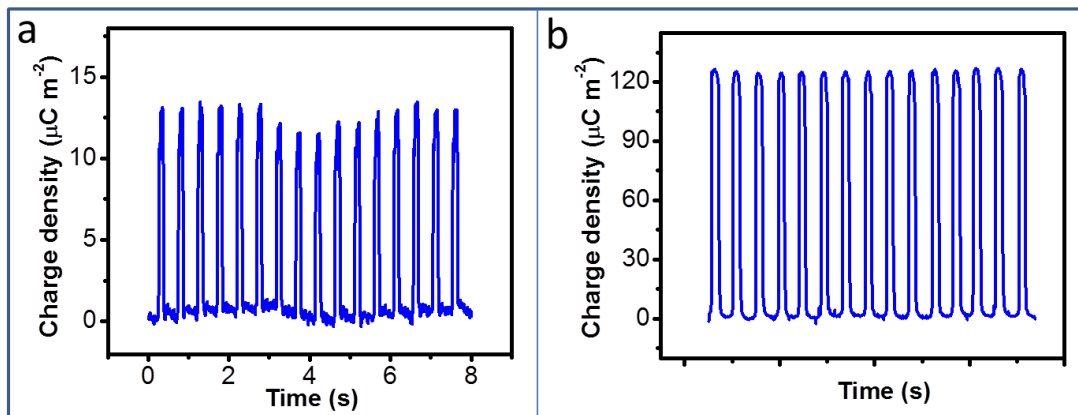 a
Charge density (μC m⁻²)
15
10
5
0
0 2 4 6 8
Time (s)
b
Charge density (μC m⁻²)
120
90
60
30
0
Time (s)